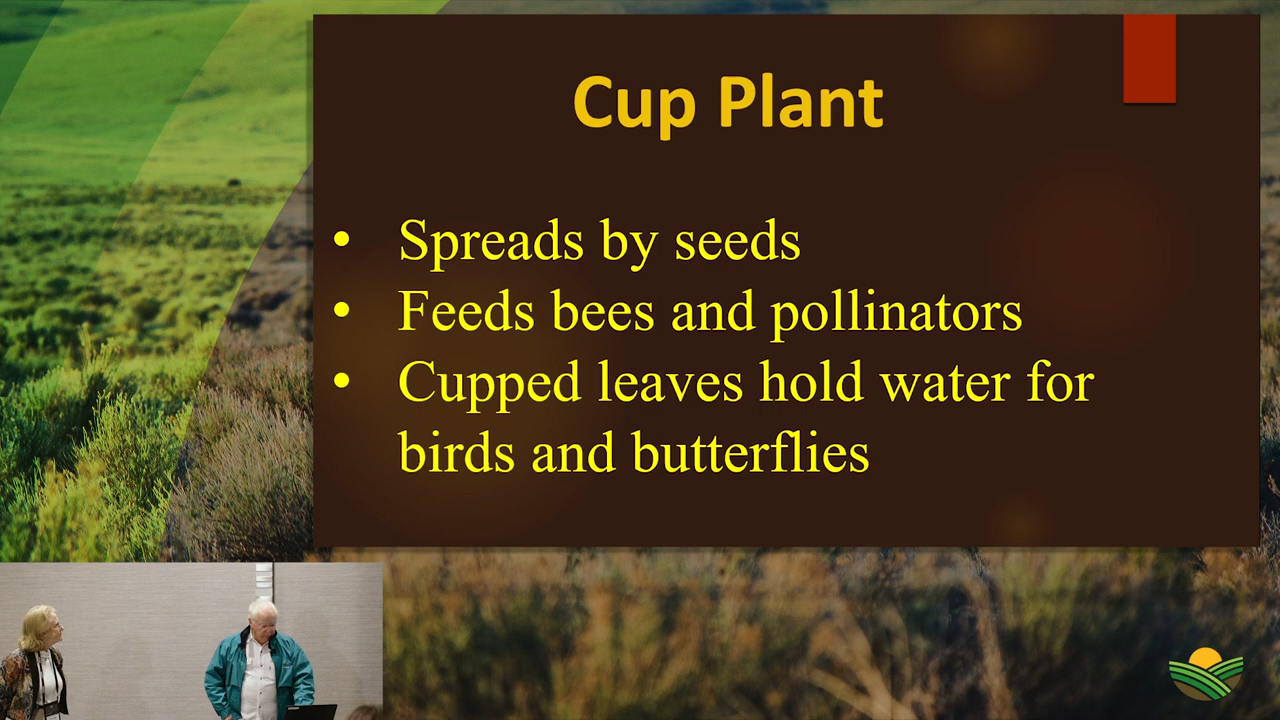 Cup Plant
• Spreads by seeds
• Feeds bees and pollinators
• Cupped leaves hold water for
birds and butterflies